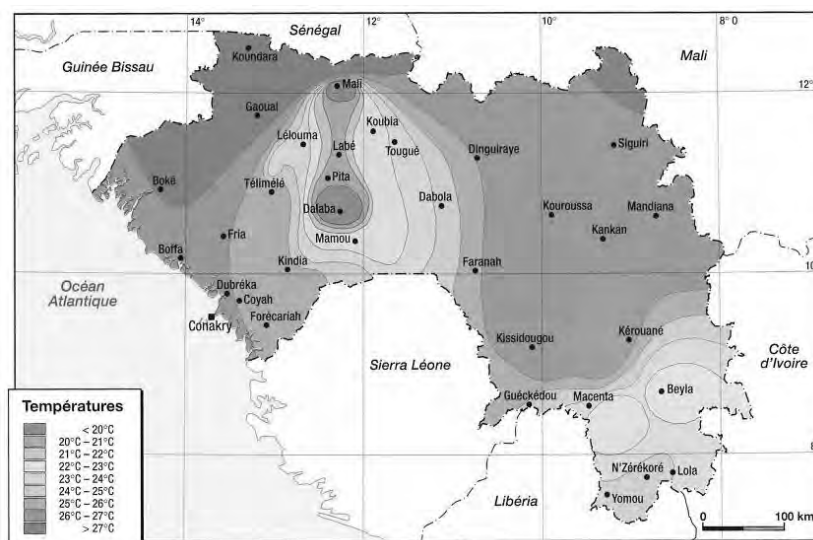 14°
12°
10°
8° O
Sénégal
Guinée Bissau
Mali
Koundara
Mali
12°
Gaoual
Koubia
Lélouma
Labé
Tougué
Dinguiraye
Siguiri
Boké
Télimélé
Pita
Dalaba
Dabola
Kouroussa
Mandiana
Fria
Mamou
Kankan
Boffa
Kindia
Faranah
10°
Océan
Atlantique
Dubréka
Coyah
Conakry
Forécariah
Kissidougou
Kérouané
Sierra Léone
Côte
d'Ivoire
Guéckédou
Macenta
Beyla
Températures
< 20°C
20°C – 21°C
21°C – 22°C
22°C – 23°C
23°C – 24°C
24°C – 25°C
25°C – 26°C
26°C – 27°C
> 27°C
8°
N'Zérékoré
Lola
Yomou
Libéria
0 100 km